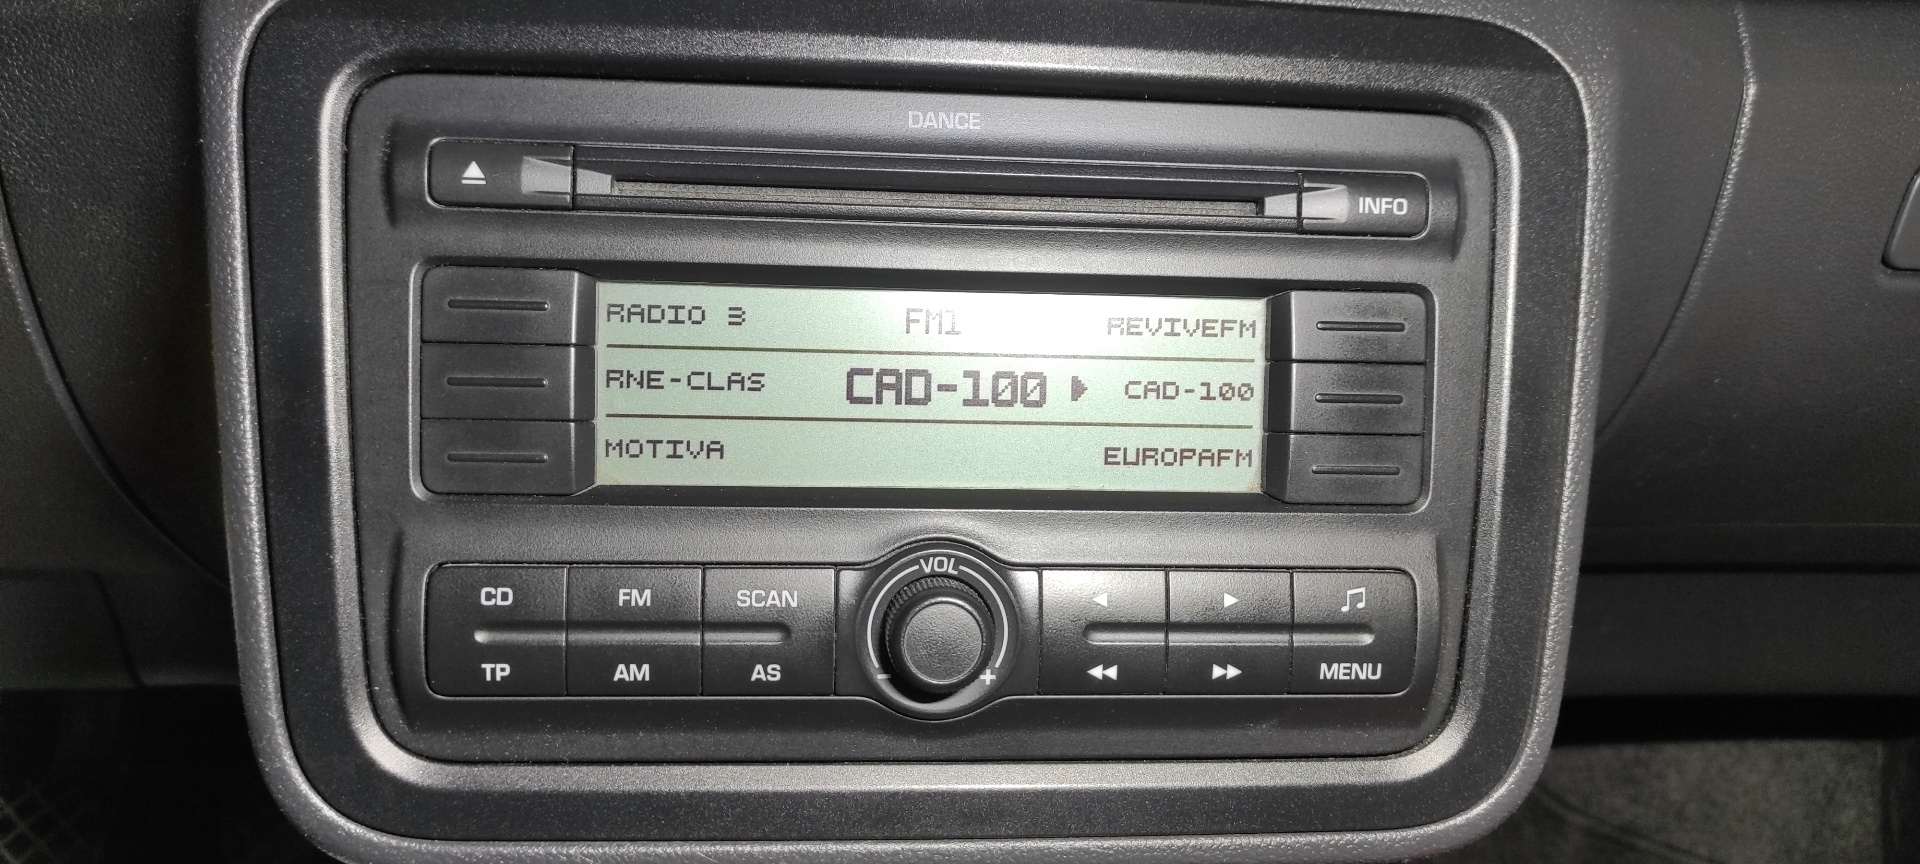 DANCE
INFO
RADIO 3 FM1 REVIVEFM
RNE-CLAS CAD-100 CAD-100
MOTIVA EUROPAFM
VOL
CD FM SCAN
TP AM AS - + MENU